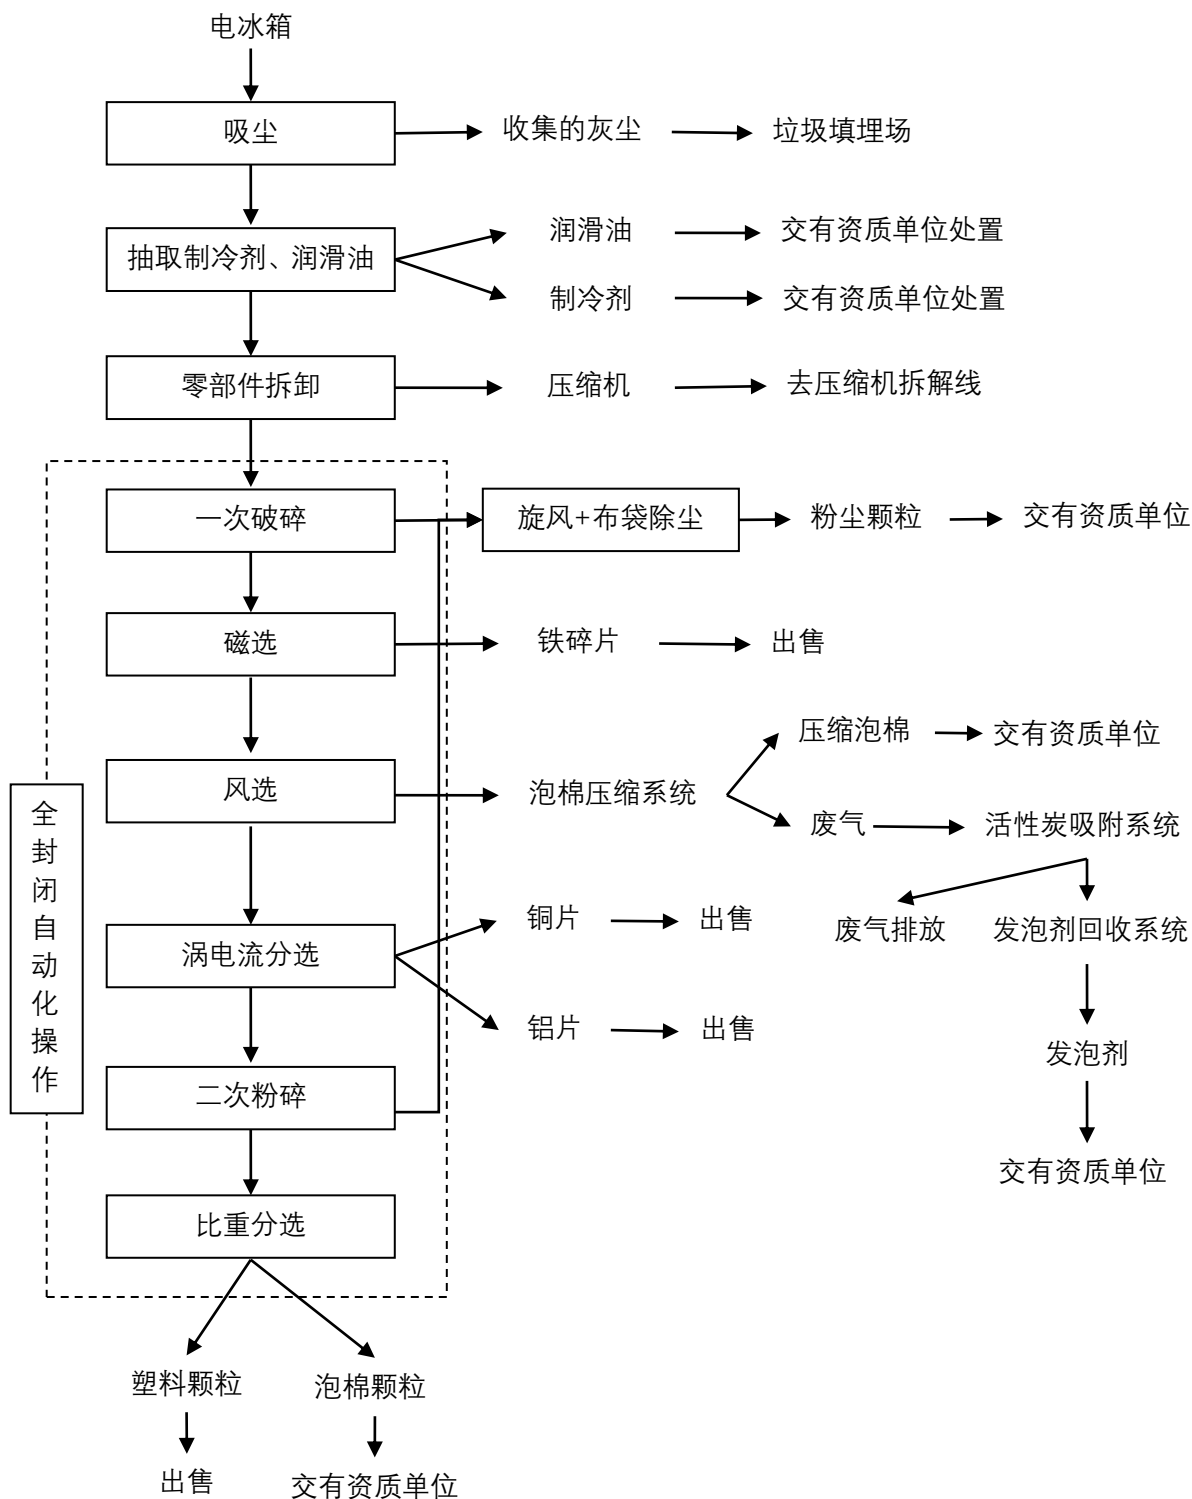 电冰箱
吸尘
收集的灰尘
垃圾填埋场
抽取制冷剂、润滑油
润滑油
交有资质单位处置
制冷剂
交有资质单位处置
零部件拆卸
压缩机
去压缩机拆解线
一次破碎
旋风+布袋除尘
粉尘颗粒
交有资质单位
磁选
铁碎片
出售
风选
泡棉压缩系统
压缩泡棉
交有资质单位
废气
活性炭吸附系统
废气排放
发泡剂回收系统
发泡剂
交有资质单位
全封闭自动化操作
涡电流分选
铜片
出售
铝片
出售
二次粉碎
比重分选
塑料颗粒
泡棉颗粒
出售
交有资质单位